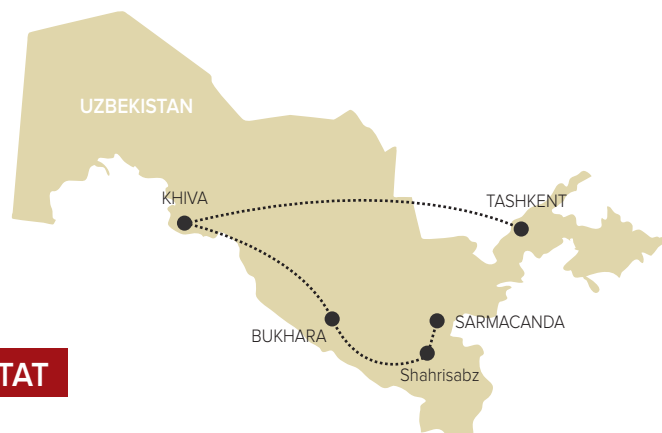 UZBEKISTAN
KHIVA
TASHKENT
BUKHARA
SARMACANDA
Shahrisabz
TAT